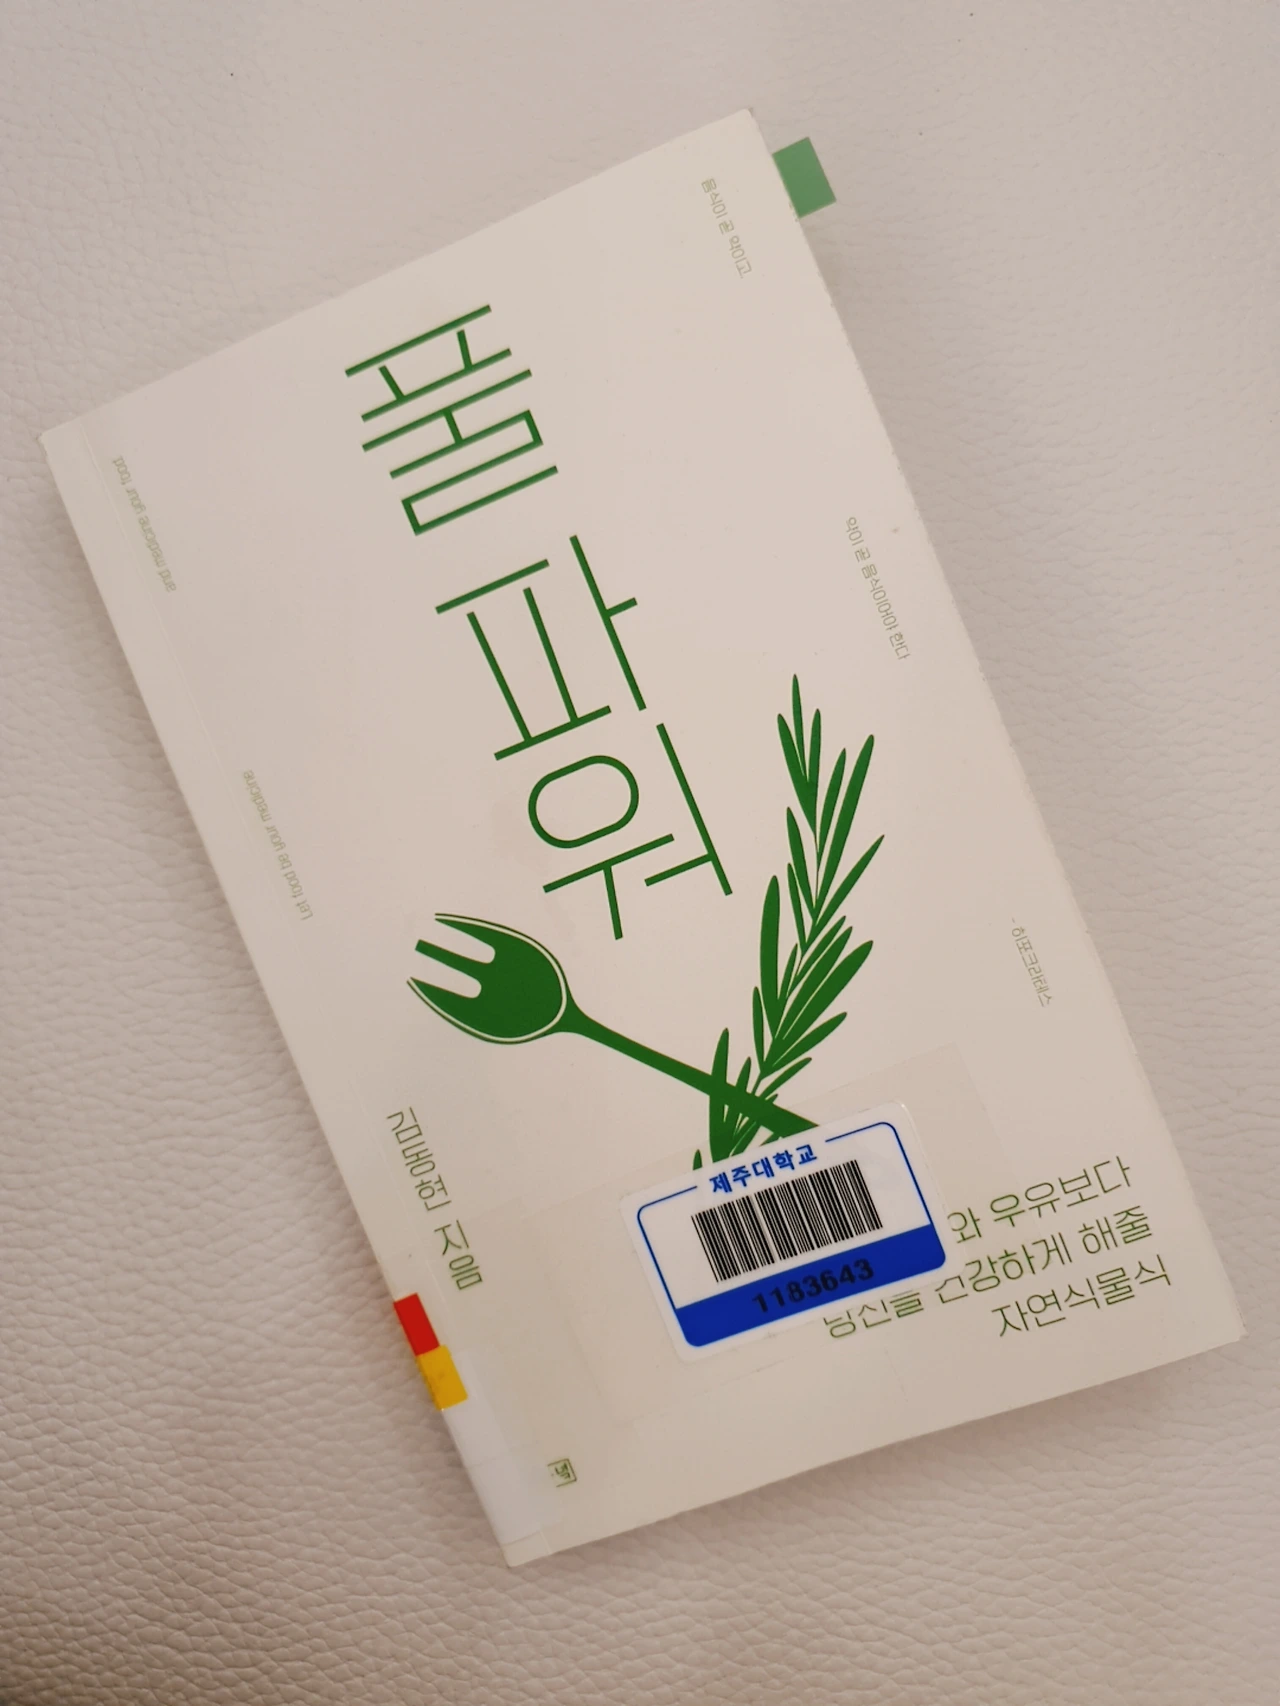 음식이 곧 약이고
약이 곧 음식이어야 한다
- 히포크라테스
풀 파워
Let food be your medicine
and medicine your food
김동현 지음
제주대학교
1183643
와 우유보다
당신을 건강하게 해줄
자연식물식